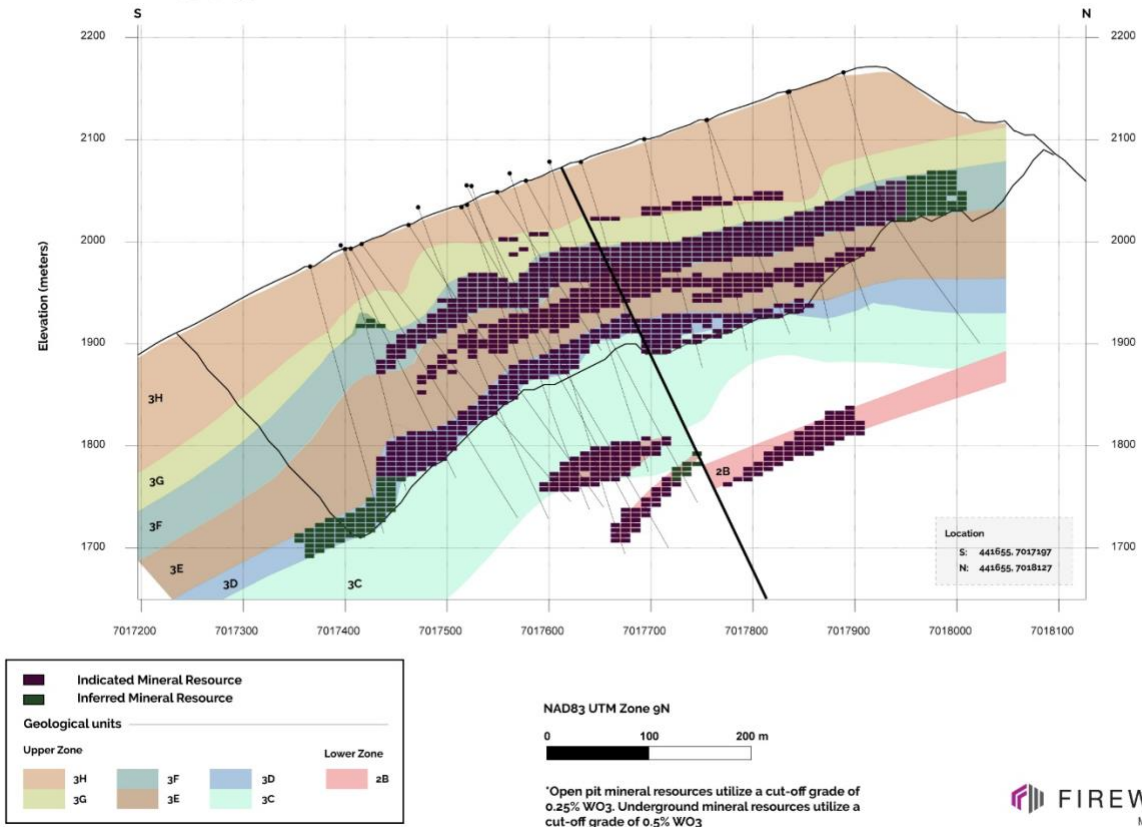 S
N
2200
2200
2100
2100
2000
2000
1900
1900
1800
1800
1700
1700
Elevation (meters)
3H
3G
3F
3E
3D
3C
2B
Location
S: 441655, 7017197
N: 441655, 7018127
7017200 7017300 7017400 7017500 7017600 7017700 7017800 7017900 7018000 7018100
Indicated Mineral Resource
Inferred Mineral Resource
Geological units
Upper Zone
Lower Zone
3H 3F 3D 2B
3G 3E 3C
NAD83 UTM Zone 9N
0 100 200 m
*Open pit mineral resources utilize a cut-off grade of
0.25% WO3. Underground mineral resources utilize a
cut-off grade of 0.5% WO3
FIREW